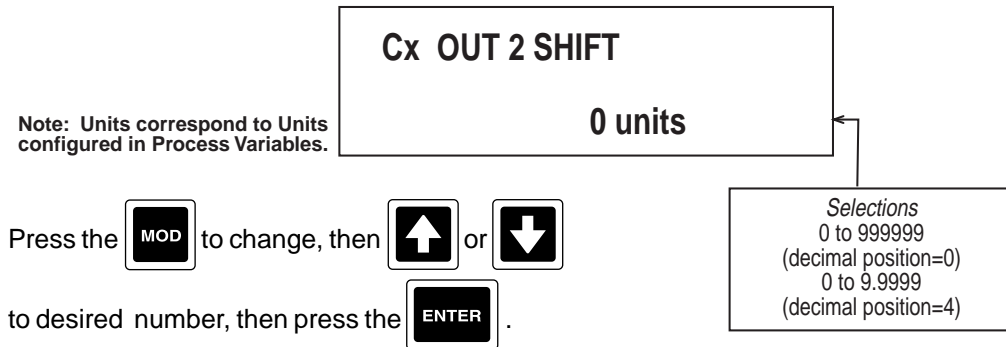 Cx OUT 2 SHIFT
0 units
Note: Units correspond to Units
configured in Process Variables.
Selections
0 to 999999
(decimal position=0)
0 to 9.9999
(decimal position=4)
Press the MOD to change, then or
to desired number, then press the ENTER .